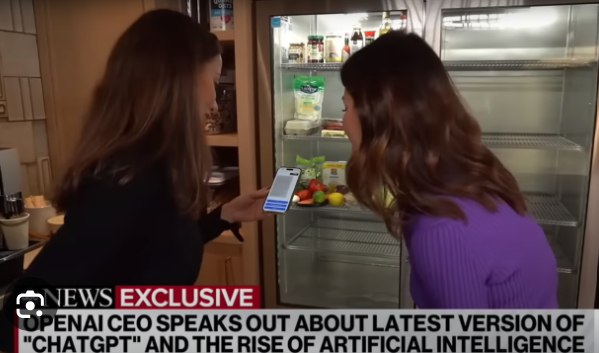 NEWS EXCLUSIVE
OPENAI CEO SPEAKS OUT ABOUT LATEST VERSION OF
"CHATGPT" AND THE RISE OF ARTIFICIAL INTELLIGENCE